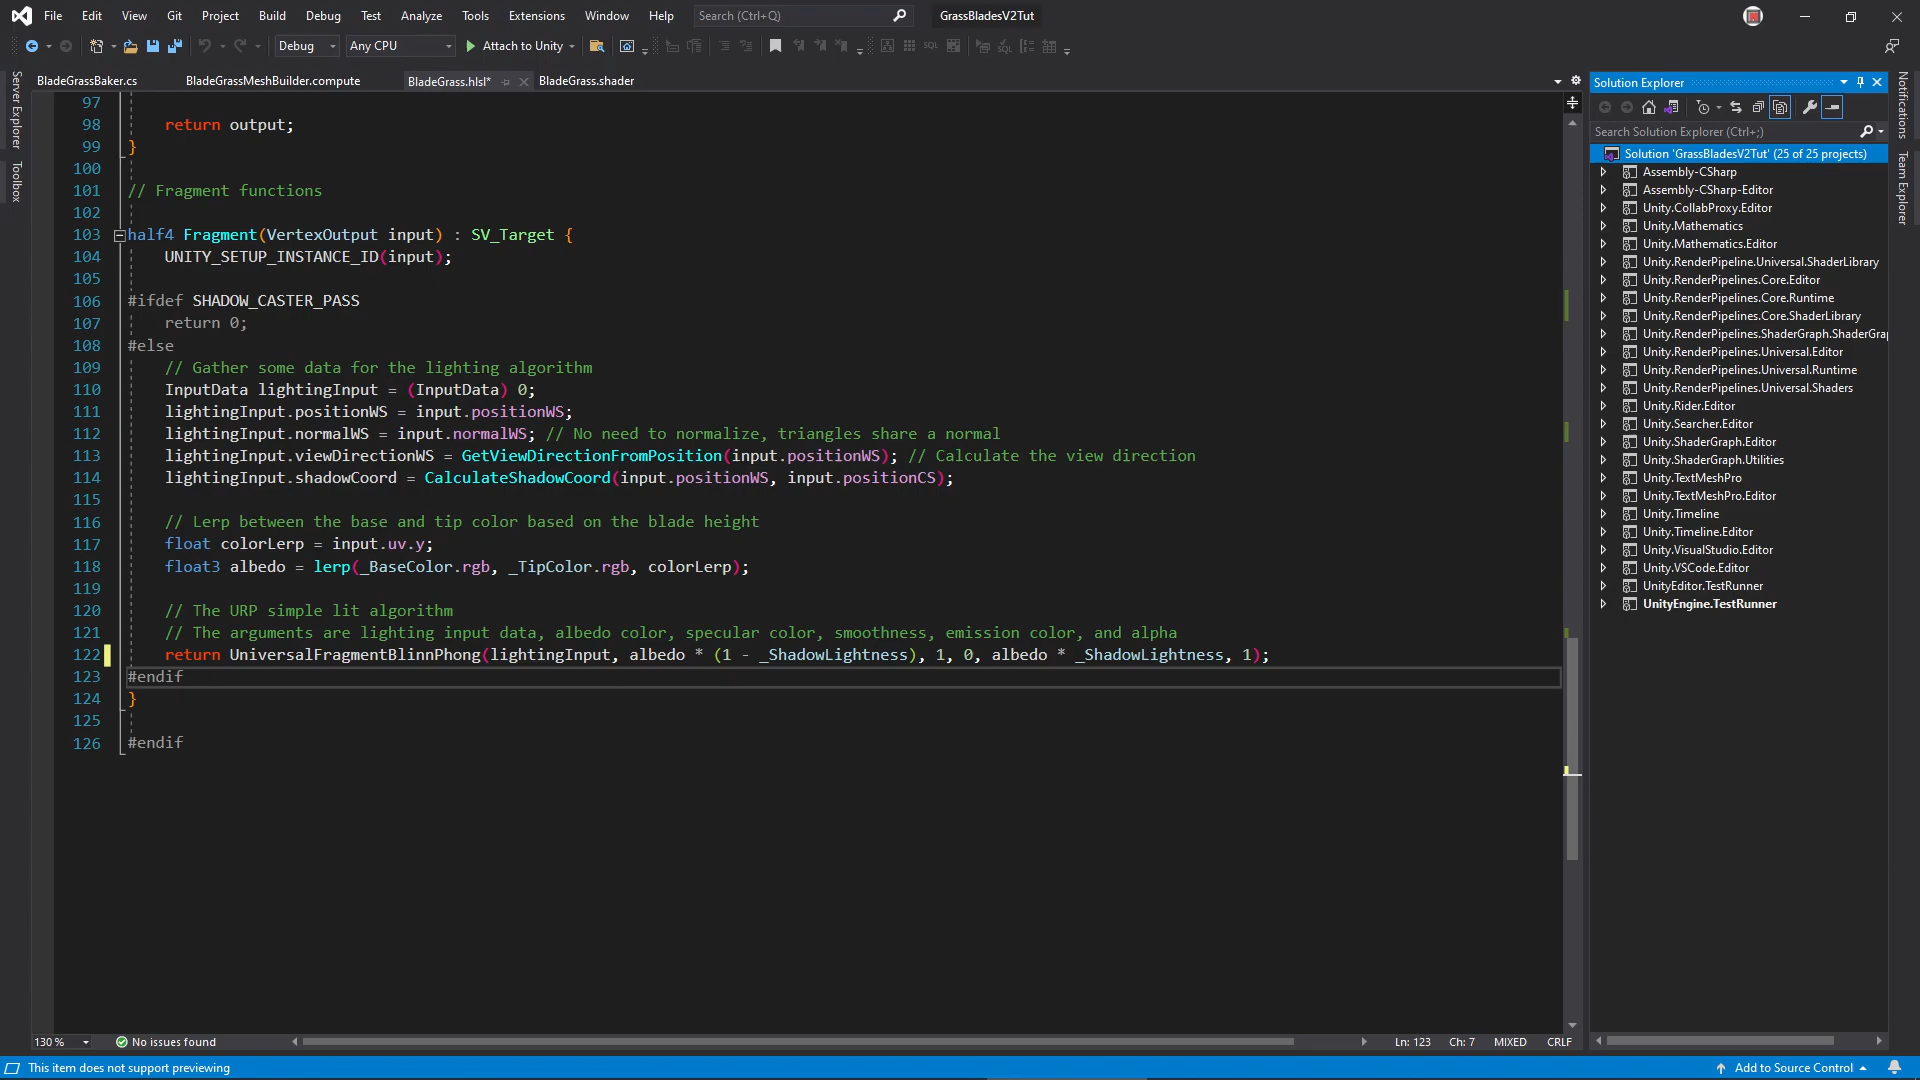 File Edit View Git Project Build Debug Test Analyze Tools Extensions Window Help Search (Ctrl+Q) GrassBladesV2Tut
Debug Any CPU Attach to Unity
BladeGrassBaker.cs BladeGrassMeshBuilder.compute BladeGrass.hlsl* BladeGrass.shader
Server Explorer
Toolbox
97
98 return output;
99 }
100
101 // Fragment functions
102
103 half4 Fragment(VertexOutput input) : SV_Target {
104 UNITY_SETUP_INSTANCE_ID(input);
105
106 #ifdef SHADOW_CASTER_PASS
107 return 0;
108 #else
109 // Gather some data for the lighting algorithm
110 InputData lightingInput = (InputData) 0;
111 lightingInput.positionWS = input.positionWS;
112 lightingInput.normalWS = input.normalWS; // No need to normalize, triangles share a normal
113 lightingInput.viewDirectionWS = GetViewDirectionFromPosition(input.positionWS); // Calculate the view direction
114 lightingInput.shadowCoord = CalculateShadowCoord(input.positionWS, input.positionCS);
115
116 // Lerp between the base and tip color based on the blade height
117 float colorLerp = input.uv.y;
118 float3 albedo = lerp(_BaseColor.rgb, _TipColor.rgb, colorLerp);
119
120 // The URP simple lit algorithm
121 // The arguments are lighting input data, albedo color, specular color, smoothness, emission color, and alpha
122 return UniversalFragmentBlinnPhong(lightingInput, albedo * (1 - _ShadowLightness), 1, 0, albedo * _ShadowLightness, 1);
123 #endif
124 }
125
126 #endif
130 % No issues found Ln: 123 Ch: 7 MIXED CRLF
Solution Explorer
Search Solution Explorer (Ctrl+;)
Solution 'GrassBladesV2Tut' (25 of 25 projects)
Assembly-CSharp
Assembly-CSharp-Editor
Unity.CollabProxy.Editor
Unity.Mathematics
Unity.Mathematics.Editor
Unity.RenderPipeline.Universal.ShaderLibrary
Unity.RenderPipelines.Core.Editor
Unity.RenderPipelines.Core.Runtime
Unity.RenderPipelines.Core.ShaderLibrary
Unity.RenderPipelines.ShaderGraph.ShaderGra
Unity.RenderPipelines.Universal.Editor
Unity.RenderPipelines.Universal.Runtime
Unity.RenderPipelines.Universal.Shaders
Unity.Rider.Editor
Unity.Searcher.Editor
Unity.ShaderGraph.Editor
Unity.ShaderGraph.Utilities
Unity.TextMeshPro
Unity.TextMeshPro.Editor
Unity.Timeline
Unity.Timeline.Editor
Unity.VisualStudio.Editor
Unity.VSCode.Editor
UnityEditor.TestRunner
UnityEngine.TestRunner
Notifications
Team Explorer
This item does not support previewing Add to Source Control